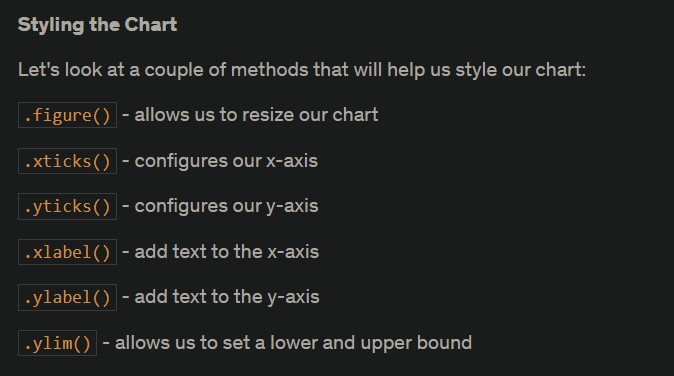 Styling the Chart
Let's look at a couple of methods that will help us style our chart:
.figure() - allows us to resize our chart
.xticks() - configures our x-axis
.yticks() - configures our y-axis
.xlabel() - add text to the x-axis
.ylabel() - add text to the y-axis
.ylim() - allows us to set a lower and upper bound